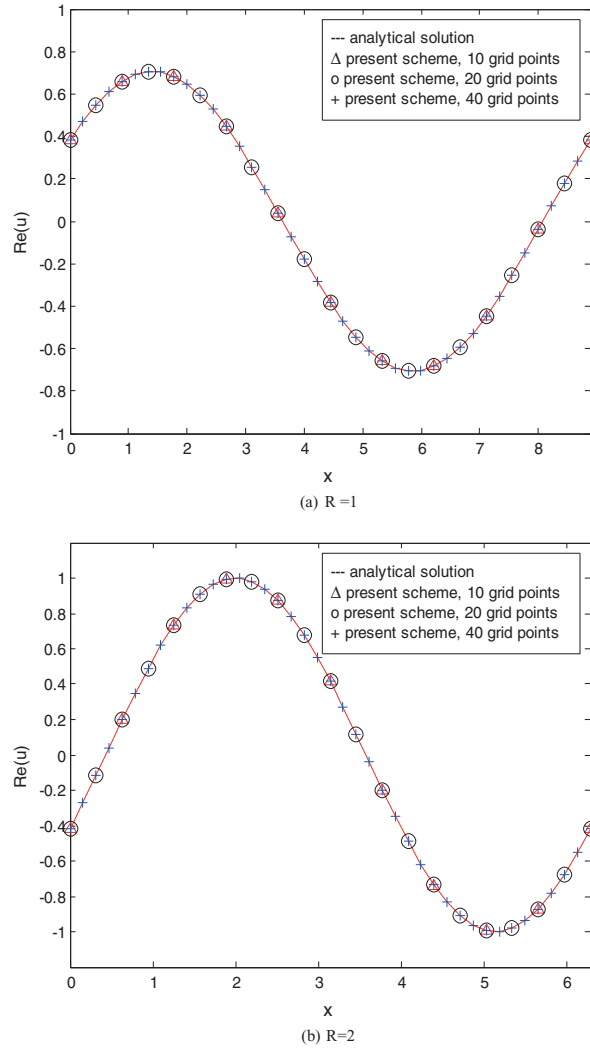 1
0.8
0.6
0.4
0.2
0
-0.2
-0.4
-0.6
-0.8
-1
Re(u)
--- analytical solution
Δ present scheme, 10 grid points
o present scheme, 20 grid points
+ present scheme, 40 grid points
0 1 2 3 4 5 6 7 8
x
(a) R =1
1
0.8
0.6
0.4
0.2
0
-0.2
-0.4
-0.6
-0.8
-1
Re(u)
--- analytical solution
Δ present scheme, 10 grid points
o present scheme, 20 grid points
+ present scheme, 40 grid points
0 1 2 3 4 5 6
x
(b) R=2